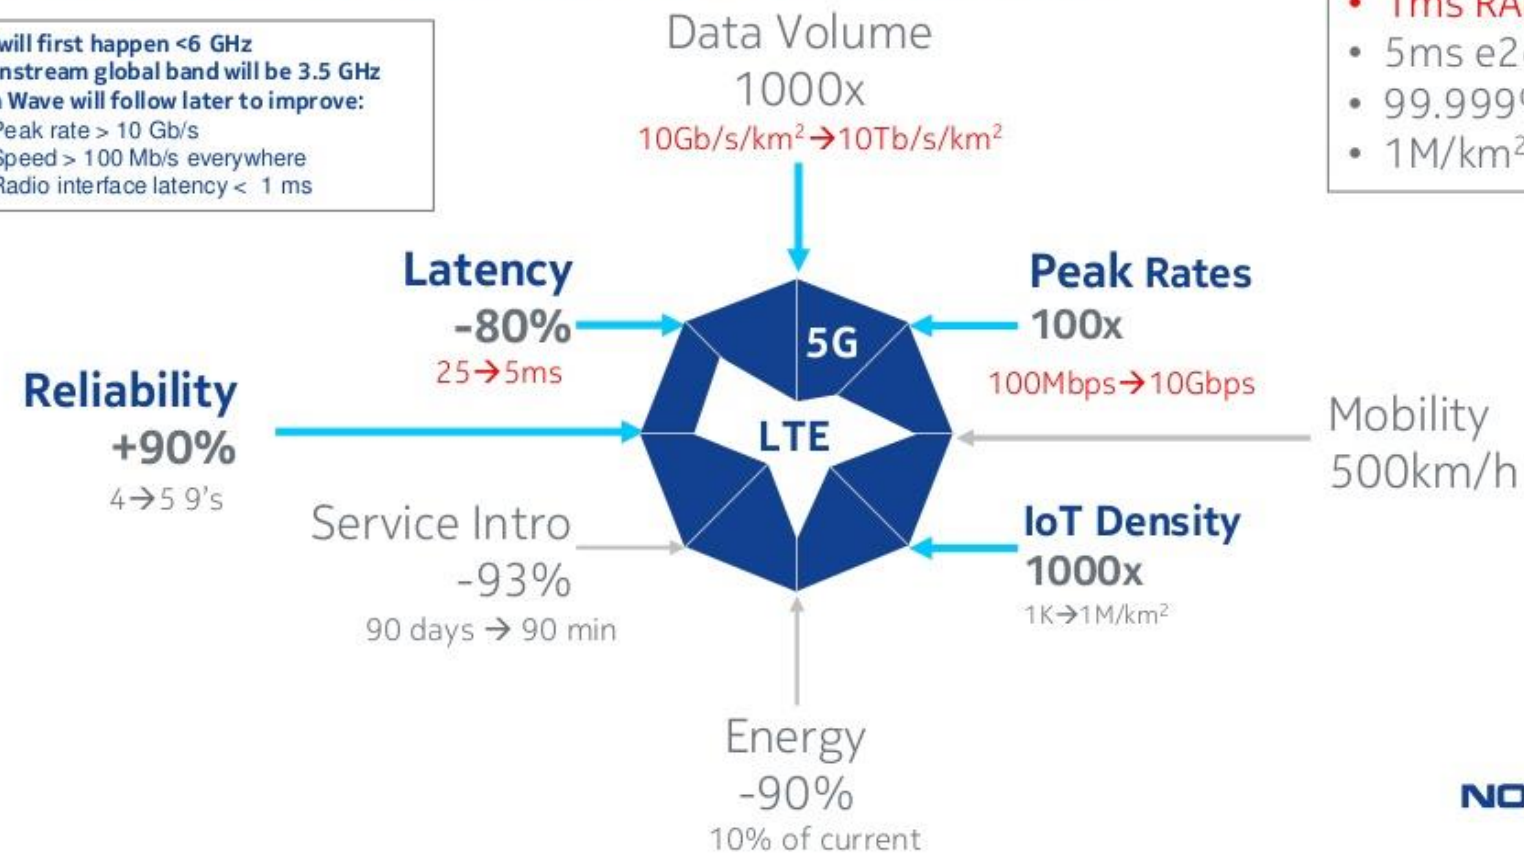 will first happen <6 GHz
nstream global band will be 3.5 GHz
Wave will follow later to improve:
Peak rate > 10 Gb/s
Speed > 100 Mb/s everywhere
Radio interface latency < 1 ms
Data Volume
1000x
10Gb/s/km²→10Tb/s/km²
1ms RA
• 5ms e2
• 99.999
• 1M/km²
Latency
-80%
25→5ms
Peak Rates
100x
100Mbps→10Gbps
5G
LTE
Reliability
+90%
4→5 9's
Mobility
500km/h
Service Intro
-93%
90 days → 90 min
IoT Density
1000x
1K→1M/km²
Energy
-90%
10% of current
NO